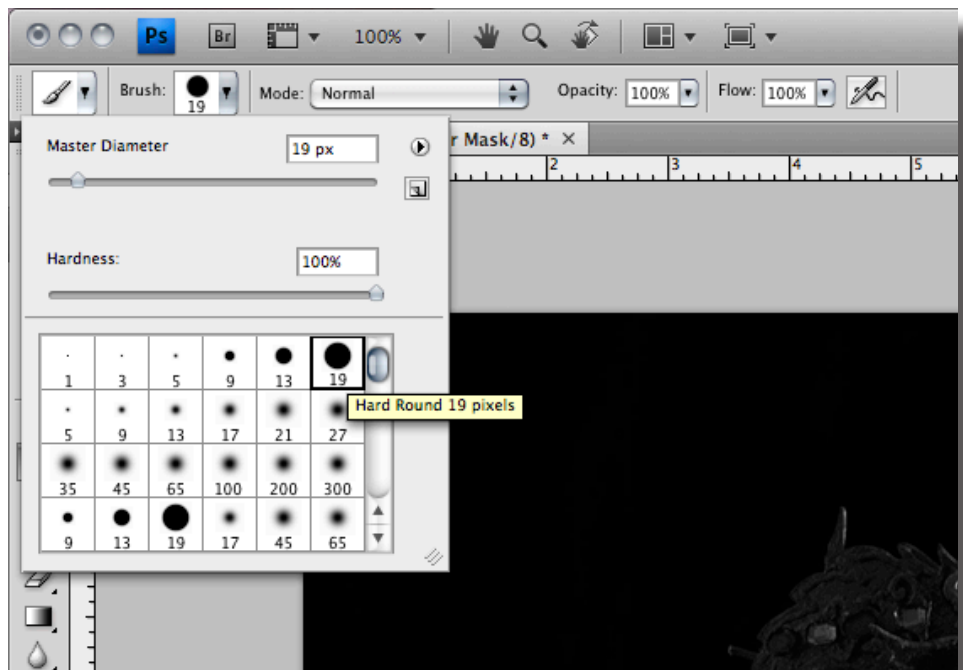 Ps Br 100%
Brush: 19 Mode: Normal Opacity: 100% Flow: 100%
r Mask/8) * ×
Master Diameter 19 px
2 3 4 5
Hardness: 100%
1 3 5 9 13 19
Hard Round 19 pixels
5 9 13 17 21 27
35 45 65 100 200 300
9 13 19 17 45 65